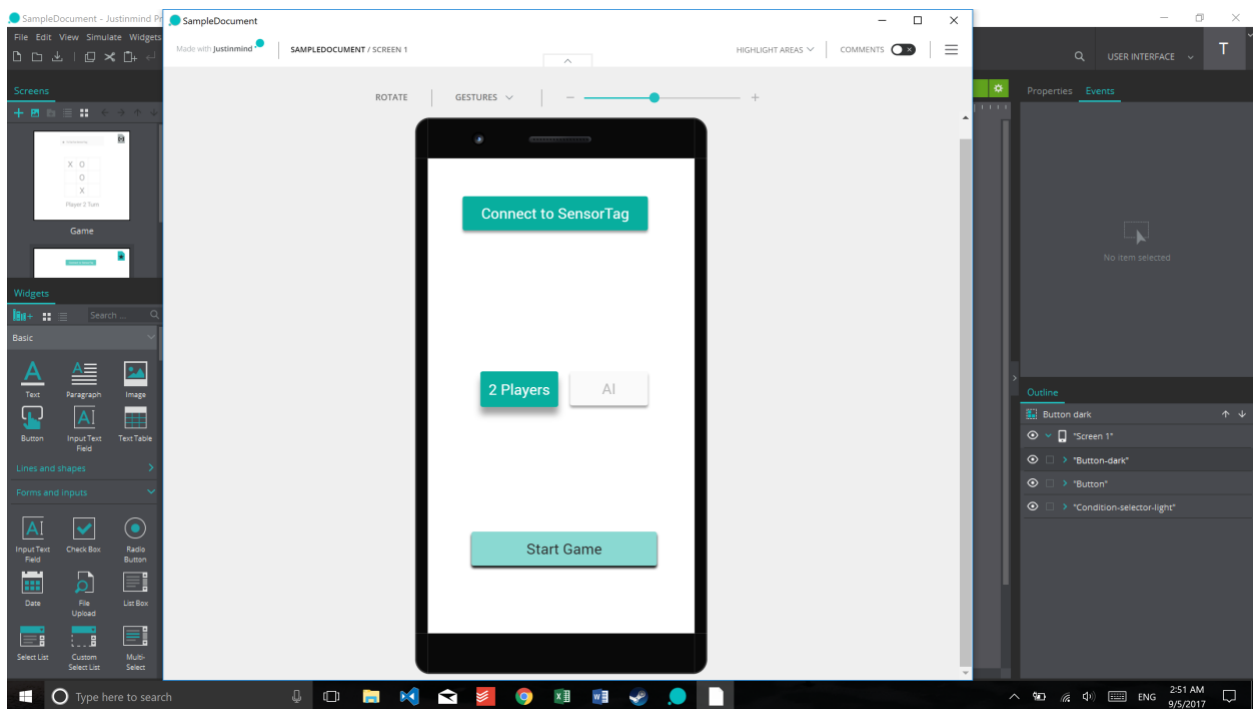 SampleDocument - Justinmind Pr
File Edit View Simulate Widgets
SampleDocument
Made with Justinmind
SAMPLEDOCUMENT / SCREEN 1
HIGHLIGHT AREAS
COMMENTS
USER INTERFACE
T
ROTATE
GESTURES
Screens
X O
O
X
Player 2 Turn
Game
Widgets
Search ...
Basic
Text
Paragraph
Image
Button
Input Text Field
Text Table
Lines and shapes
Forms and inputs
Input Text Field
Check Box
Radio Button
Date
File Upload
List Box
Select List
Custom Select List
Multi-Select
Connect to SensorTag
2 Players
AI
Start Game
Properties
Events
No item selected
Outline
Button dark
"Screen 1"
"Button-dark"
"Button"
"Condition-selector-light"
Type here to search
ENG
2:51 AM
9/5/2017